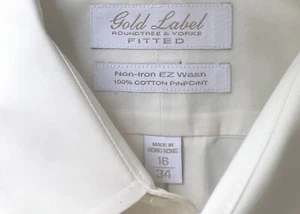 Gold Label
ROUNDTREE & YORKE
FITTED
Non-Iron EZ Wash
100% COTTON PINPOINT
MADE IN
HONG KONG
16
34